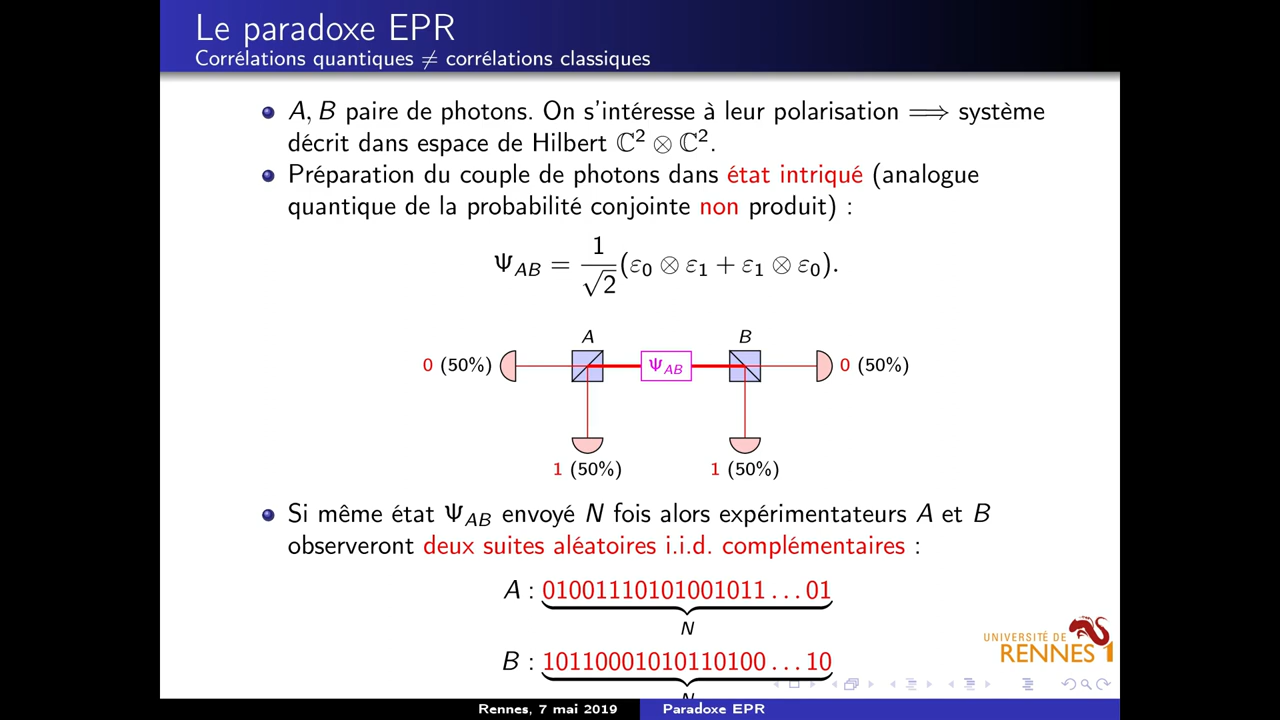 Le paradoxe EPR
Corrélations quantiques ≠ corrélations classiques
A, B paire de photons. On s'intéresse à leur polarisation ⟹ système
décrit dans espace de Hilbert ℂ² ⊗ ℂ².
Préparation du couple de photons dans état intriqué (analogue
quantique de la probabilité conjointe non produit) :
Ψ_AB = 1/√2 (ε₀ ⊗ ε₁ + ε₁ ⊗ ε₀).
A B
0 (50%) Ψ_AB 0 (50%)
1 (50%) 1 (50%)
Si même état Ψ_AB envoyé N fois alors expérimentateurs A et B
observeront deux suites aléatoires i.i.d. complémentaires :
A : 01001110101001011 . . . 01
N
B : 10110001010110100 . . . 10
N
UNIVERSITÉ DE
RENNES 1
Rennes, 7 mai 2019 Paradoxe EPR